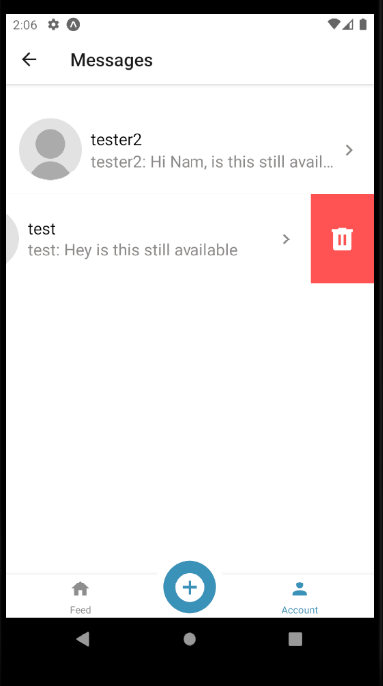 2:06
Messages
tester2
tester2: Hi Nam, is this still avail...
test
test: Hey is this still available
Feed
Account